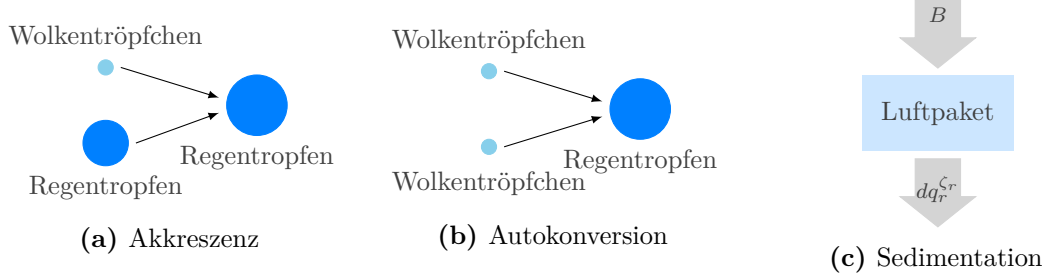 Wolkentröpfchen
Regentropfen
Regentropfen
(a) Akkreszenz
Wolkentröpfchen
Wolkentröpfchen
Regentropfen
(b) Autokonversion
B
Luftpaket
dq_r^{ζ_r}
(c) Sedimentation